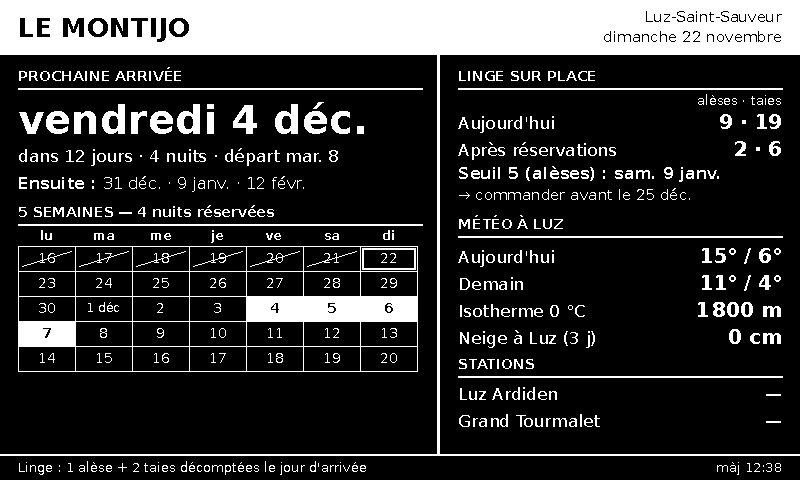 LE MONTIJO
Luz-Saint-Sauveur
dimanche 22 novembre
PROCHAINE ARRIVÉE
vendredi 4 déc.
dans 12 jours · 4 nuits · départ mar. 8
Ensuite : 31 déc. · 9 janv. · 12 févr.
5 SEMAINES — 4 nuits réservées
lu ma me je ve sa di
16 17 18 19 20 21 22
23 24 25 26 27 28 29
30 1 déc 2 3 4 5 6
7 8 9 10 11 12 13
14 15 16 17 18 19 20
LINGE SUR PLACE
alèses · taies
Aujourd'hui 9 · 19
Après réservations 2 · 6
Seuil 5 (alèses) : sam. 9 janv.
→ commander avant le 25 déc.
MÉTÉO À LUZ
Aujourd'hui 15° / 6°
Demain 11° / 4°
Isotherme 0 °C 1800 m
Neige à Luz (3 j) 0 cm
STATIONS
Luz Ardiden —
Grand Tourmalet —
Linge : 1 alèse + 2 taies décomptées le jour d'arrivée
màj 12:38